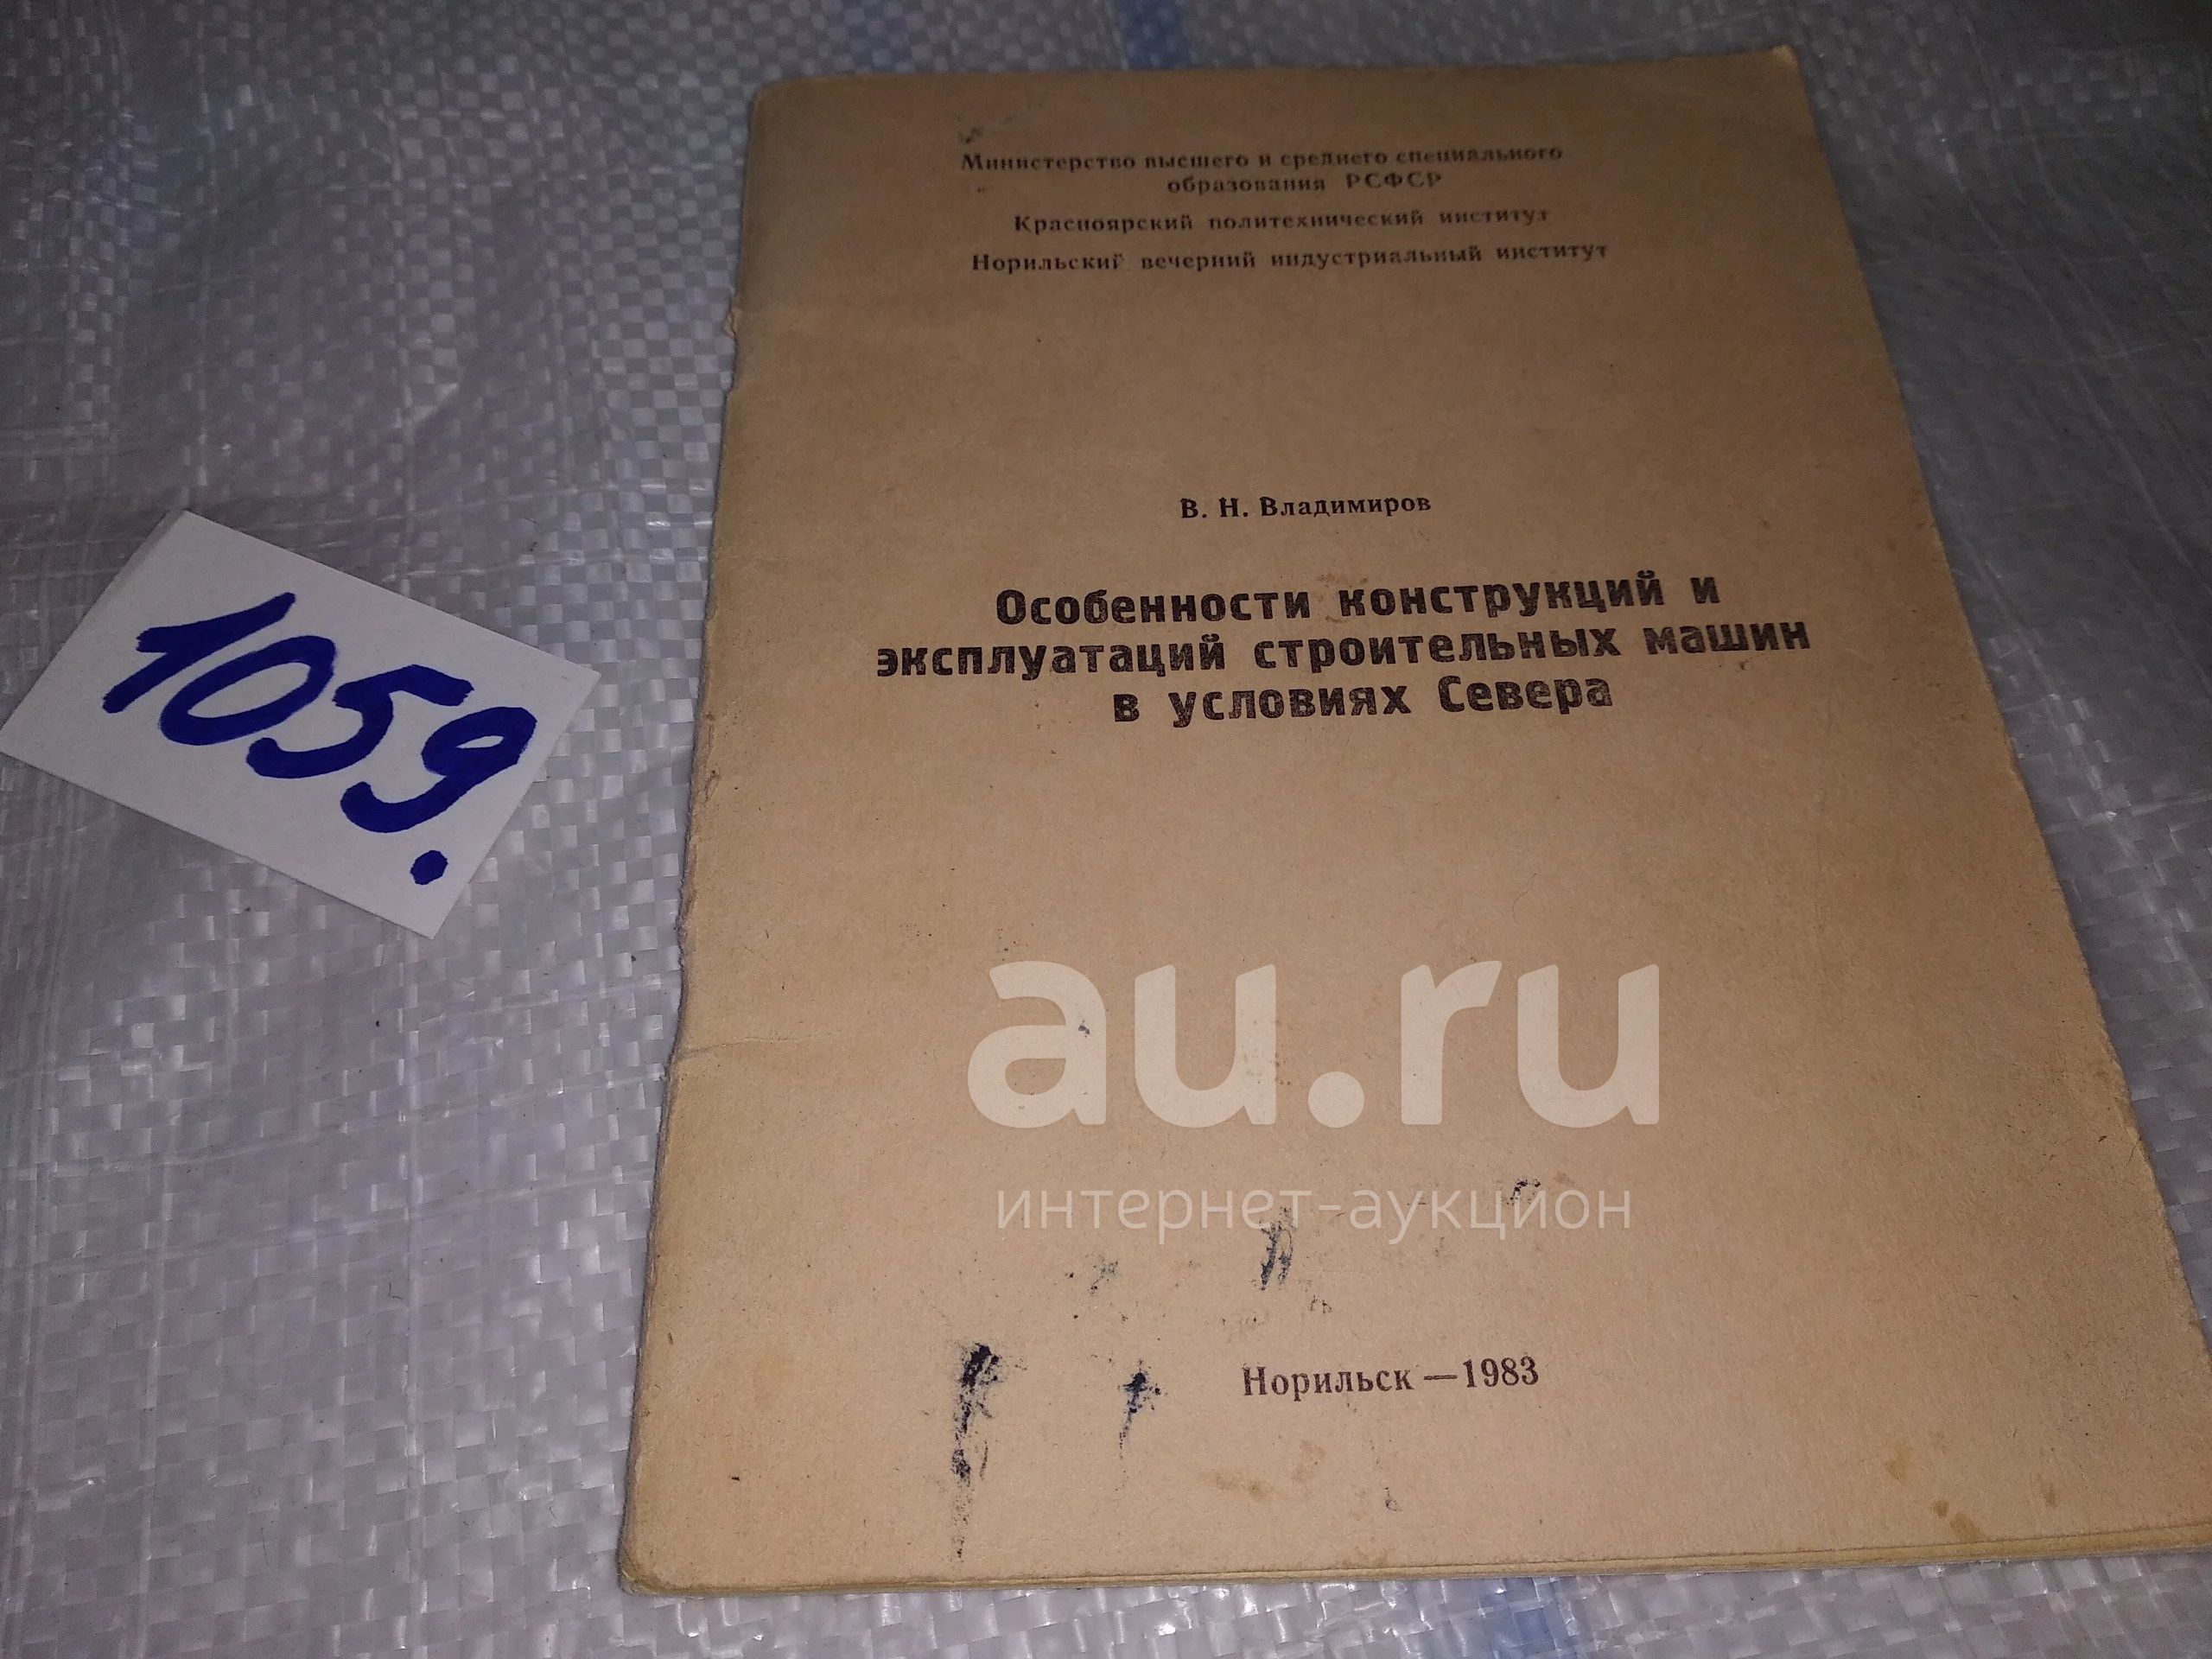 Министерство высшего и среднего специального
образования РСФСР
Красноярский политехнический институт
Норильский вечерний индустриальный институт
В. Н. Владимиров
Особенности конструкций и
эксплуатаций строительных машин
в условиях Севера
1059.
au.ru
интернет-аукцион
Норильск —1983